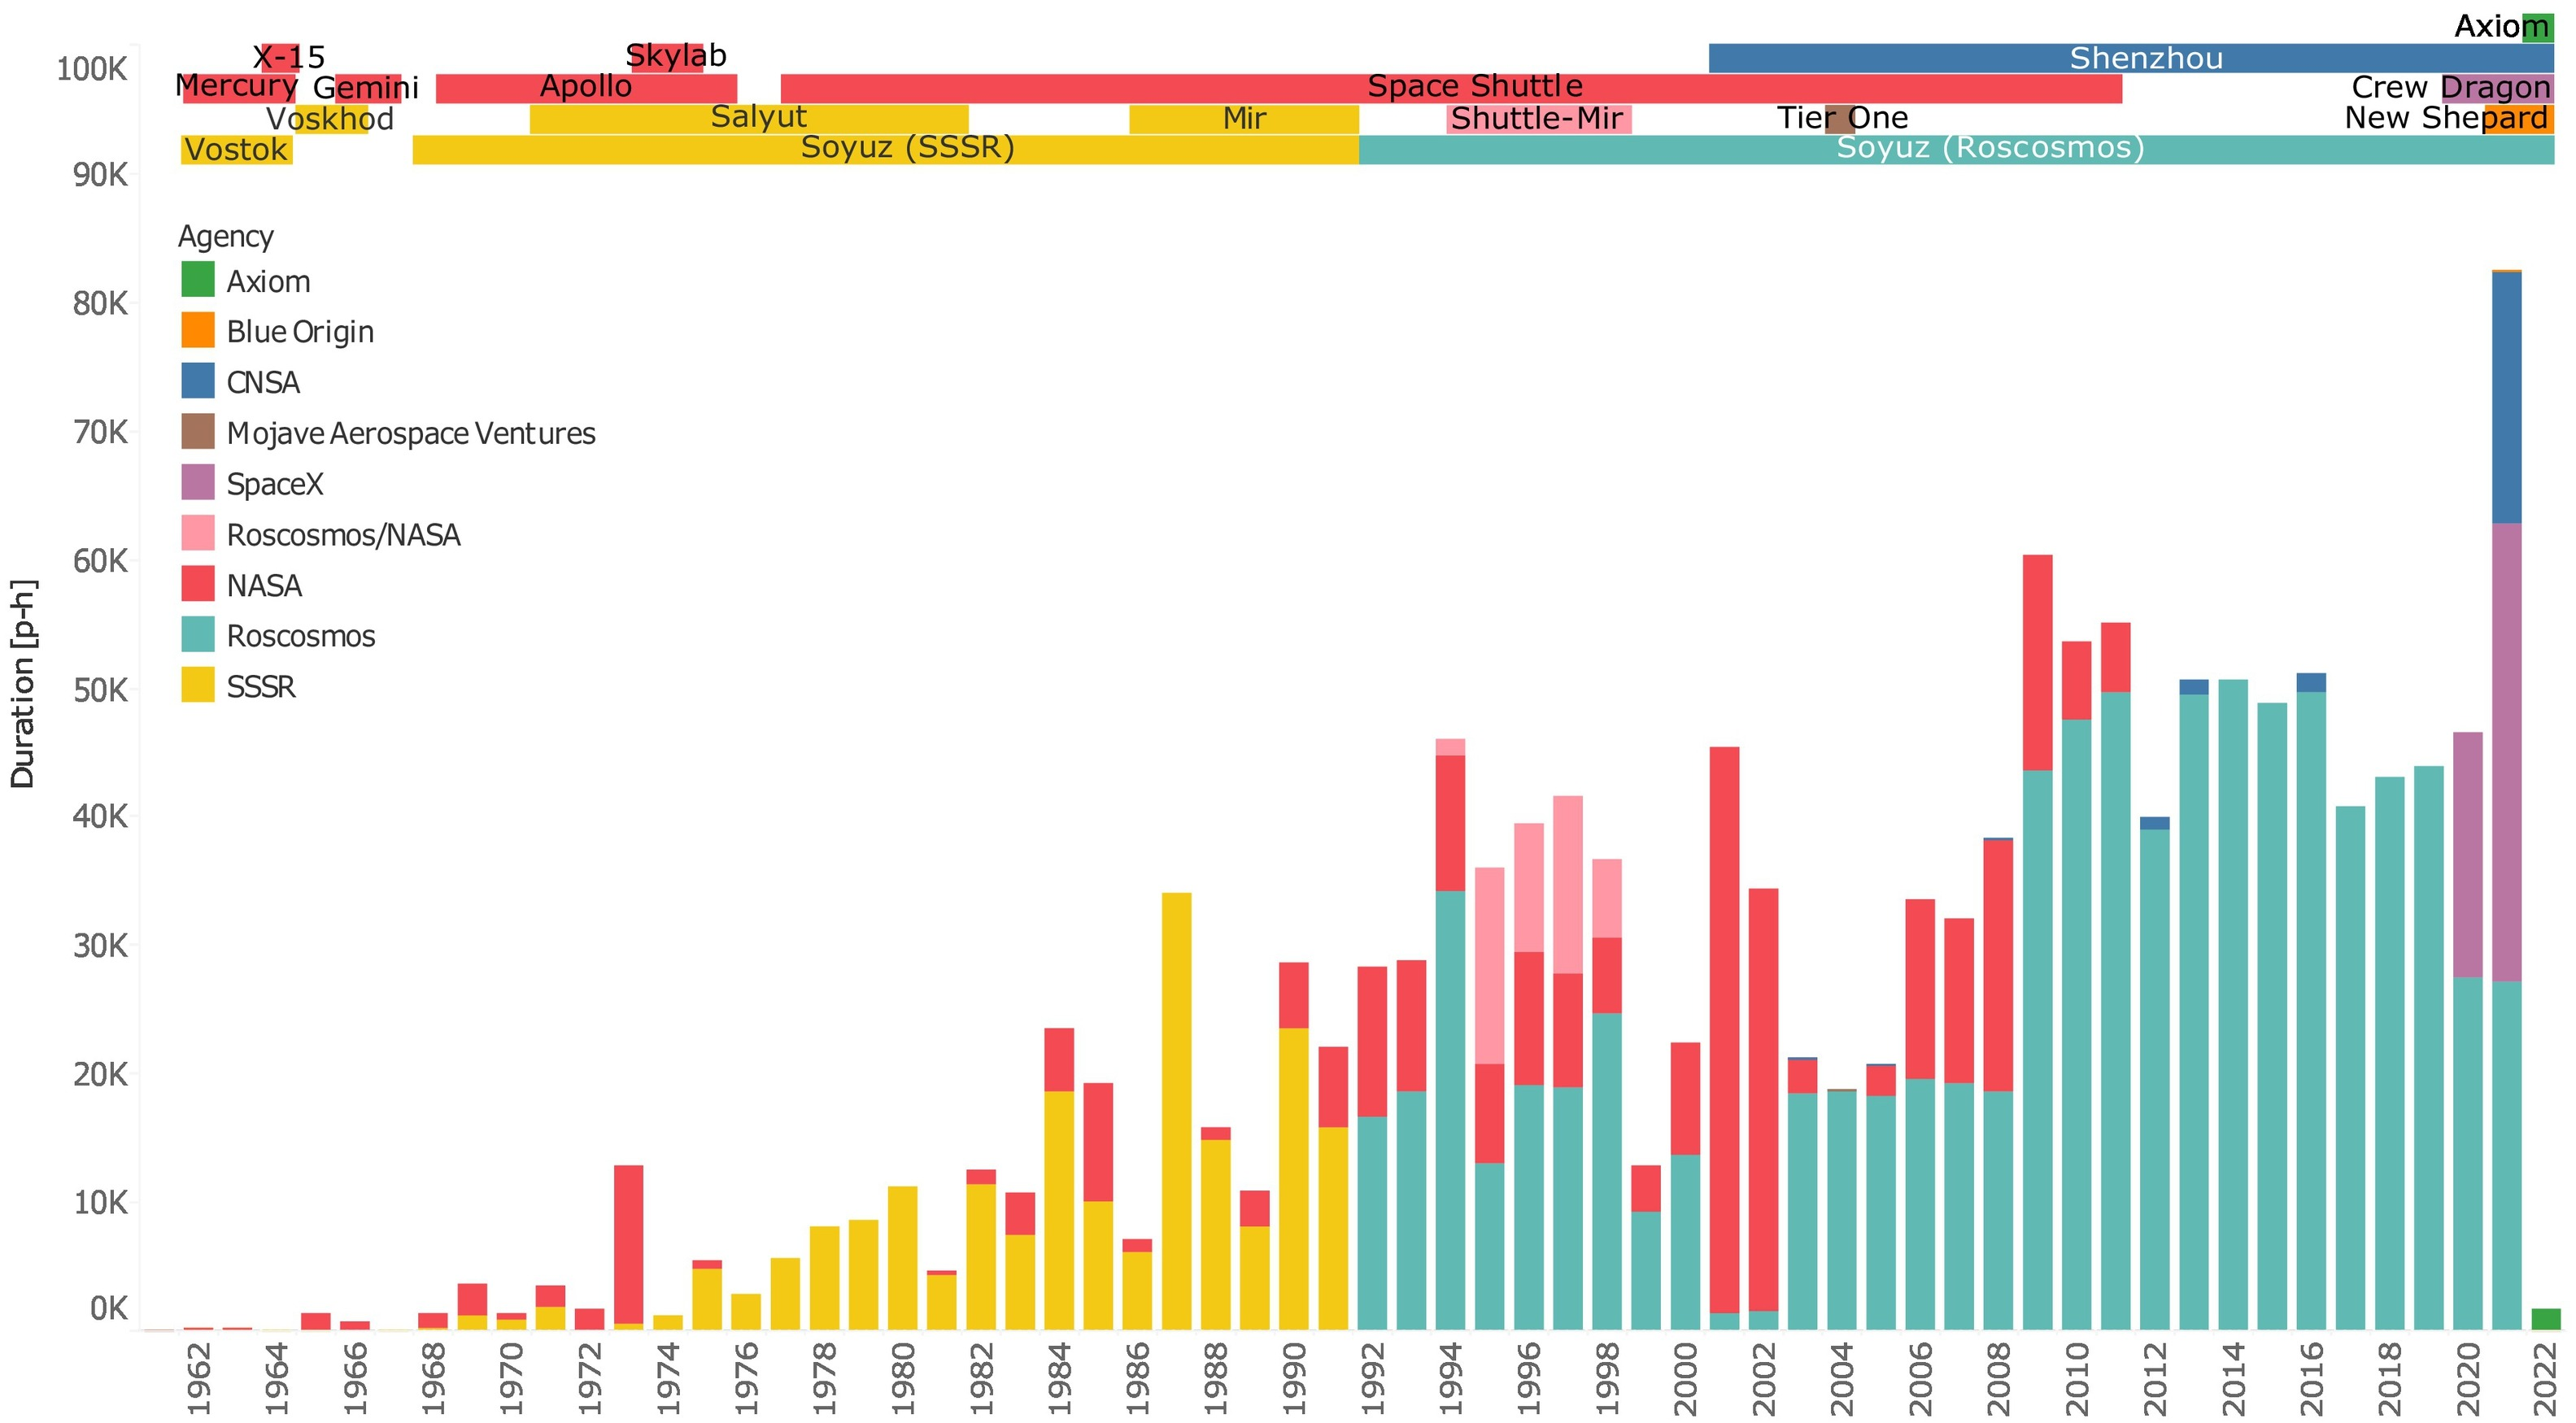 Axiom
X-15
Skylab
Shenzhou
100K
Mercury
Gemini
Apollo
Space Shuttle
Crew Dragon
Voskhod
Salyut
Mir
Shuttle-Mir
Tier One
New Shepard
Vostok
Soyuz (SSSR)
Soyuz (Roscosmos)
90K
Agency
Axiom
Blue Origin
CNSA
Mojave Aerospace Ventures
SpaceX
Roscosmos/NASA
NASA
Roscosmos
SSSR
80K
70K
60K
50K
40K
30K
20K
10K
0K
Duration [p-h]
1962
1964
1966
1968
1970
1972
1974
1976
1978
1980
1982
1984
1986
1988
1990
1992
1994
1996
1998
2000
2002
2004
2006
2008
2010
2012
2014
2016
2018
2020
2022